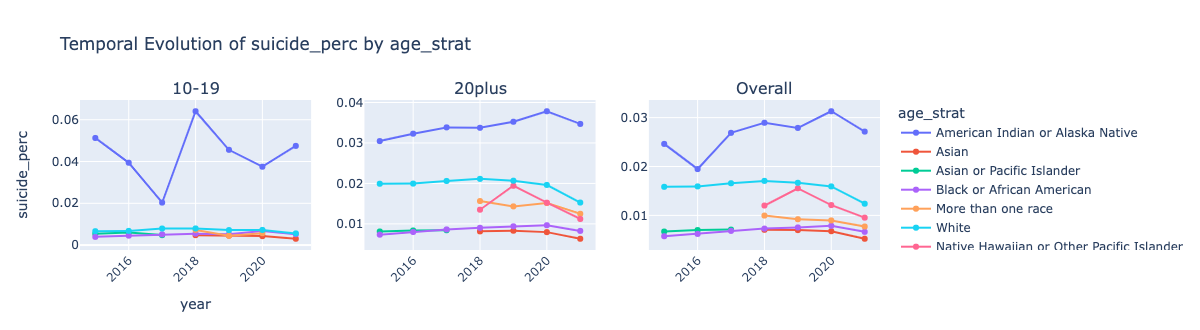 Temporal Evolution of suicide_perc by age_strat
10-19
20plus
Overall
suicide_perc
0.06
0.04
0.02
0
0.04
0.03
0.02
0.01
0.03
0.02
0.01
2016
2018
2020
2016
2018
2020
2016
2018
2020
year
age_strat
American Indian or Alaska Native
Asian
Asian or Pacific Islander
Black or African American
More than one race
White
Native Hawaiian or Other Pacific Islander